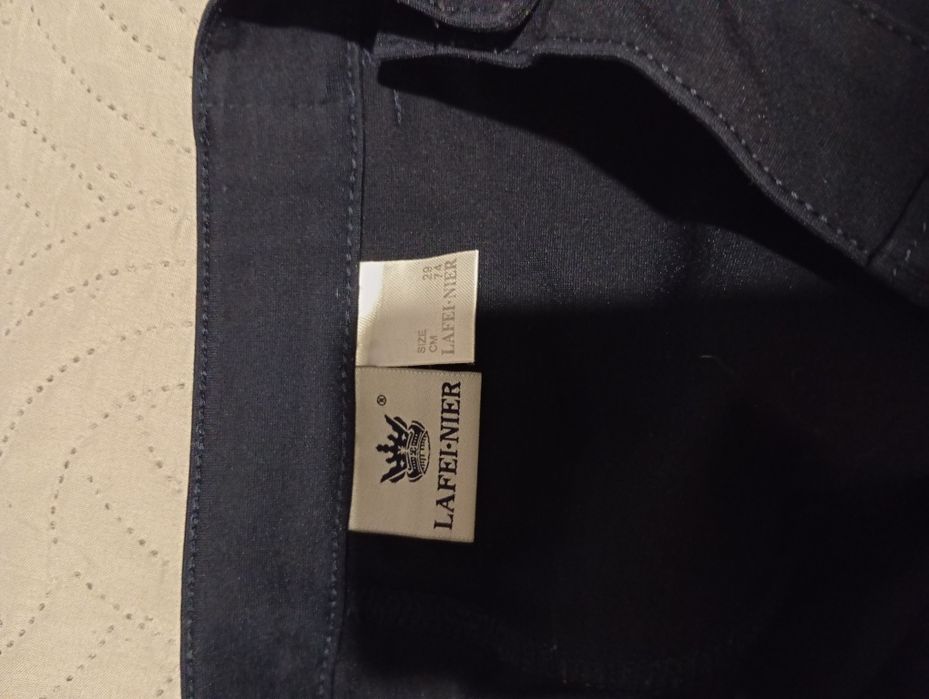 LAFEI·NIER
®
SIZE 29
CM 74
LAFEI·NIER